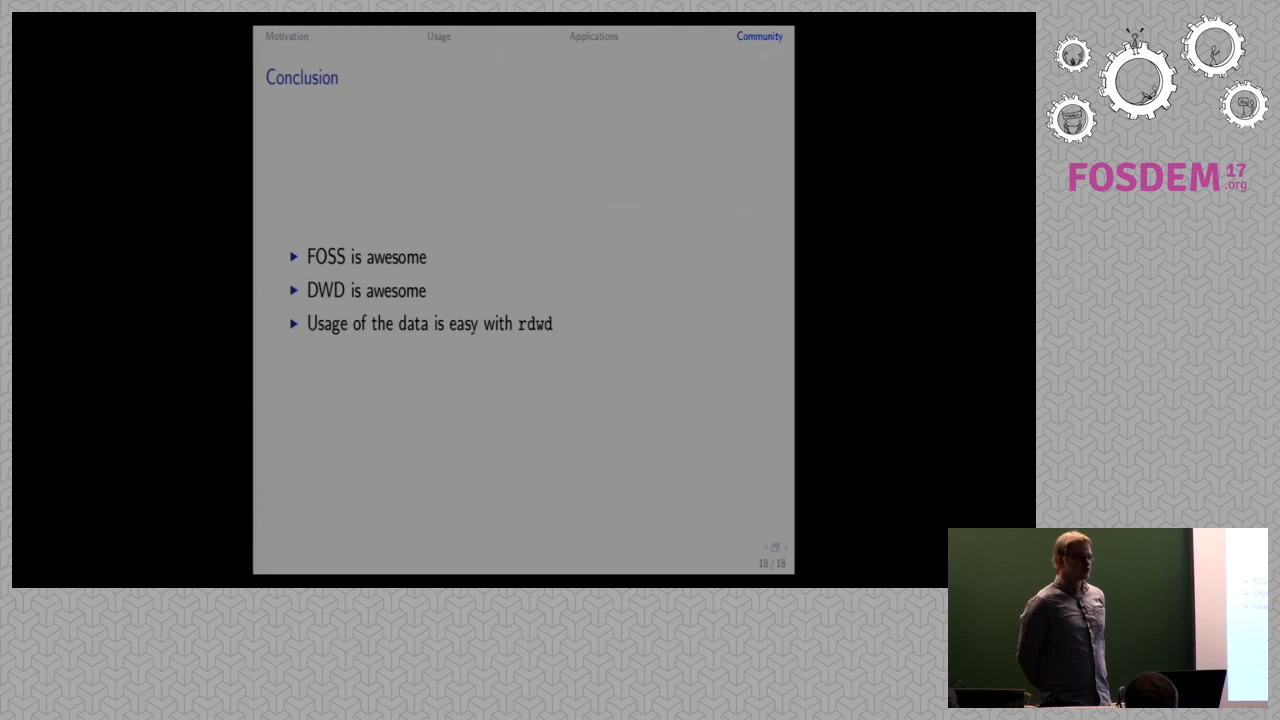 Motivation Usage Applications Community
Conclusion
FOSS is awesome
DWD is awesome
Usage of the data is easy with rdwd
18 / 18
FOSDEM 17
.org